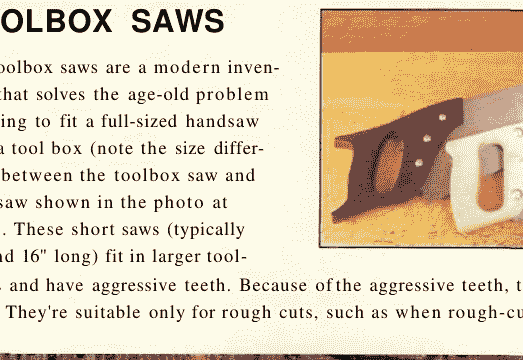 OLBOX SAWS
oolbox saws are a modern inven-
that solves the age-old problem
ing to fit a full-sized handsaw
a tool box (note the size differ-
between the toolbox saw and
saw shown in the photo at
. These short saws (typically
nd 16" long) fit in larger tool-
and have aggressive teeth. Because of the aggressive teeth, t
They're suitable only for rough cuts, such as when rough-cu